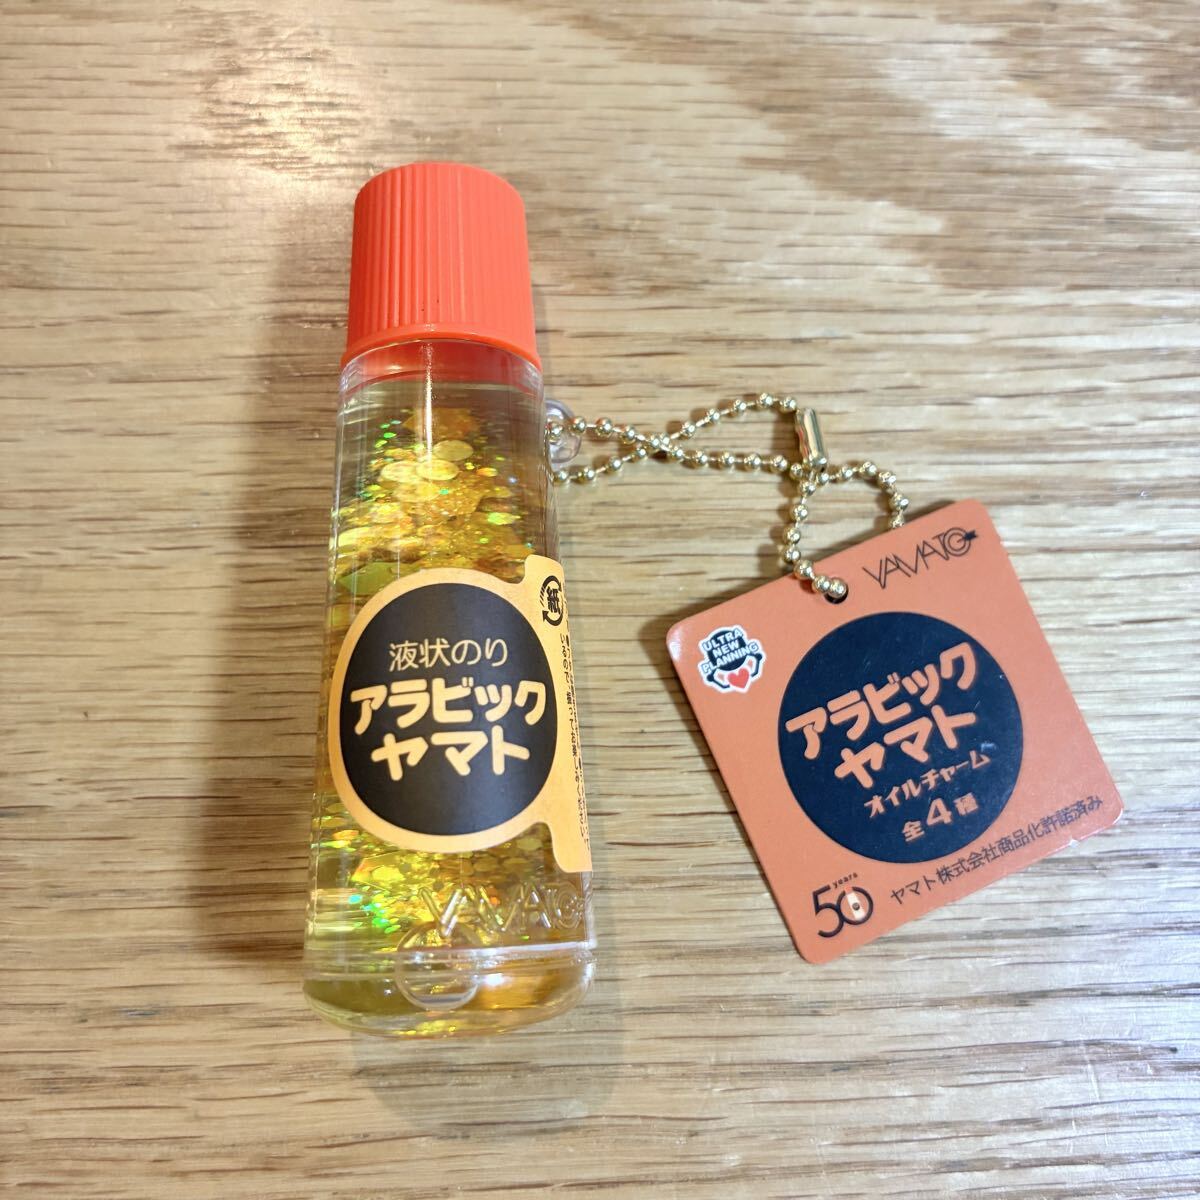 液状のり
アラビック
ヤマト
紙
YAMATO
YAMATO
ULTRA
NEW
PLANNING
アラビック
ヤマト
オイルチャーム
全4種
50 years
ヤマト株式会社商品化許諾済み